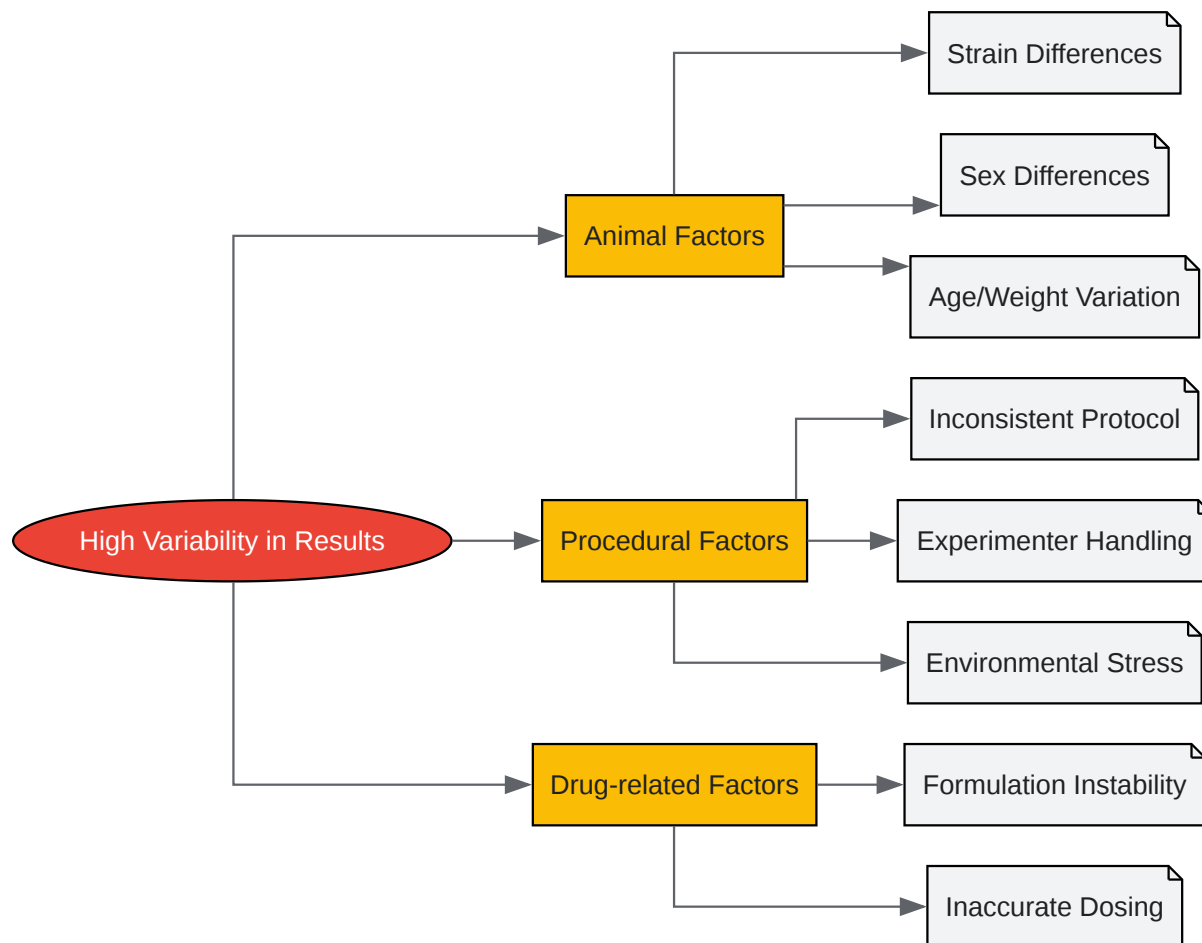 High Variability in Results
Animal Factors
Strain Differences
Sex Differences
Age/Weight Variation
Procedural Factors
Inconsistent Protocol
Experimenter Handling
Environmental Stress
Drug-related Factors
Formulation Instability
Inaccurate Dosing